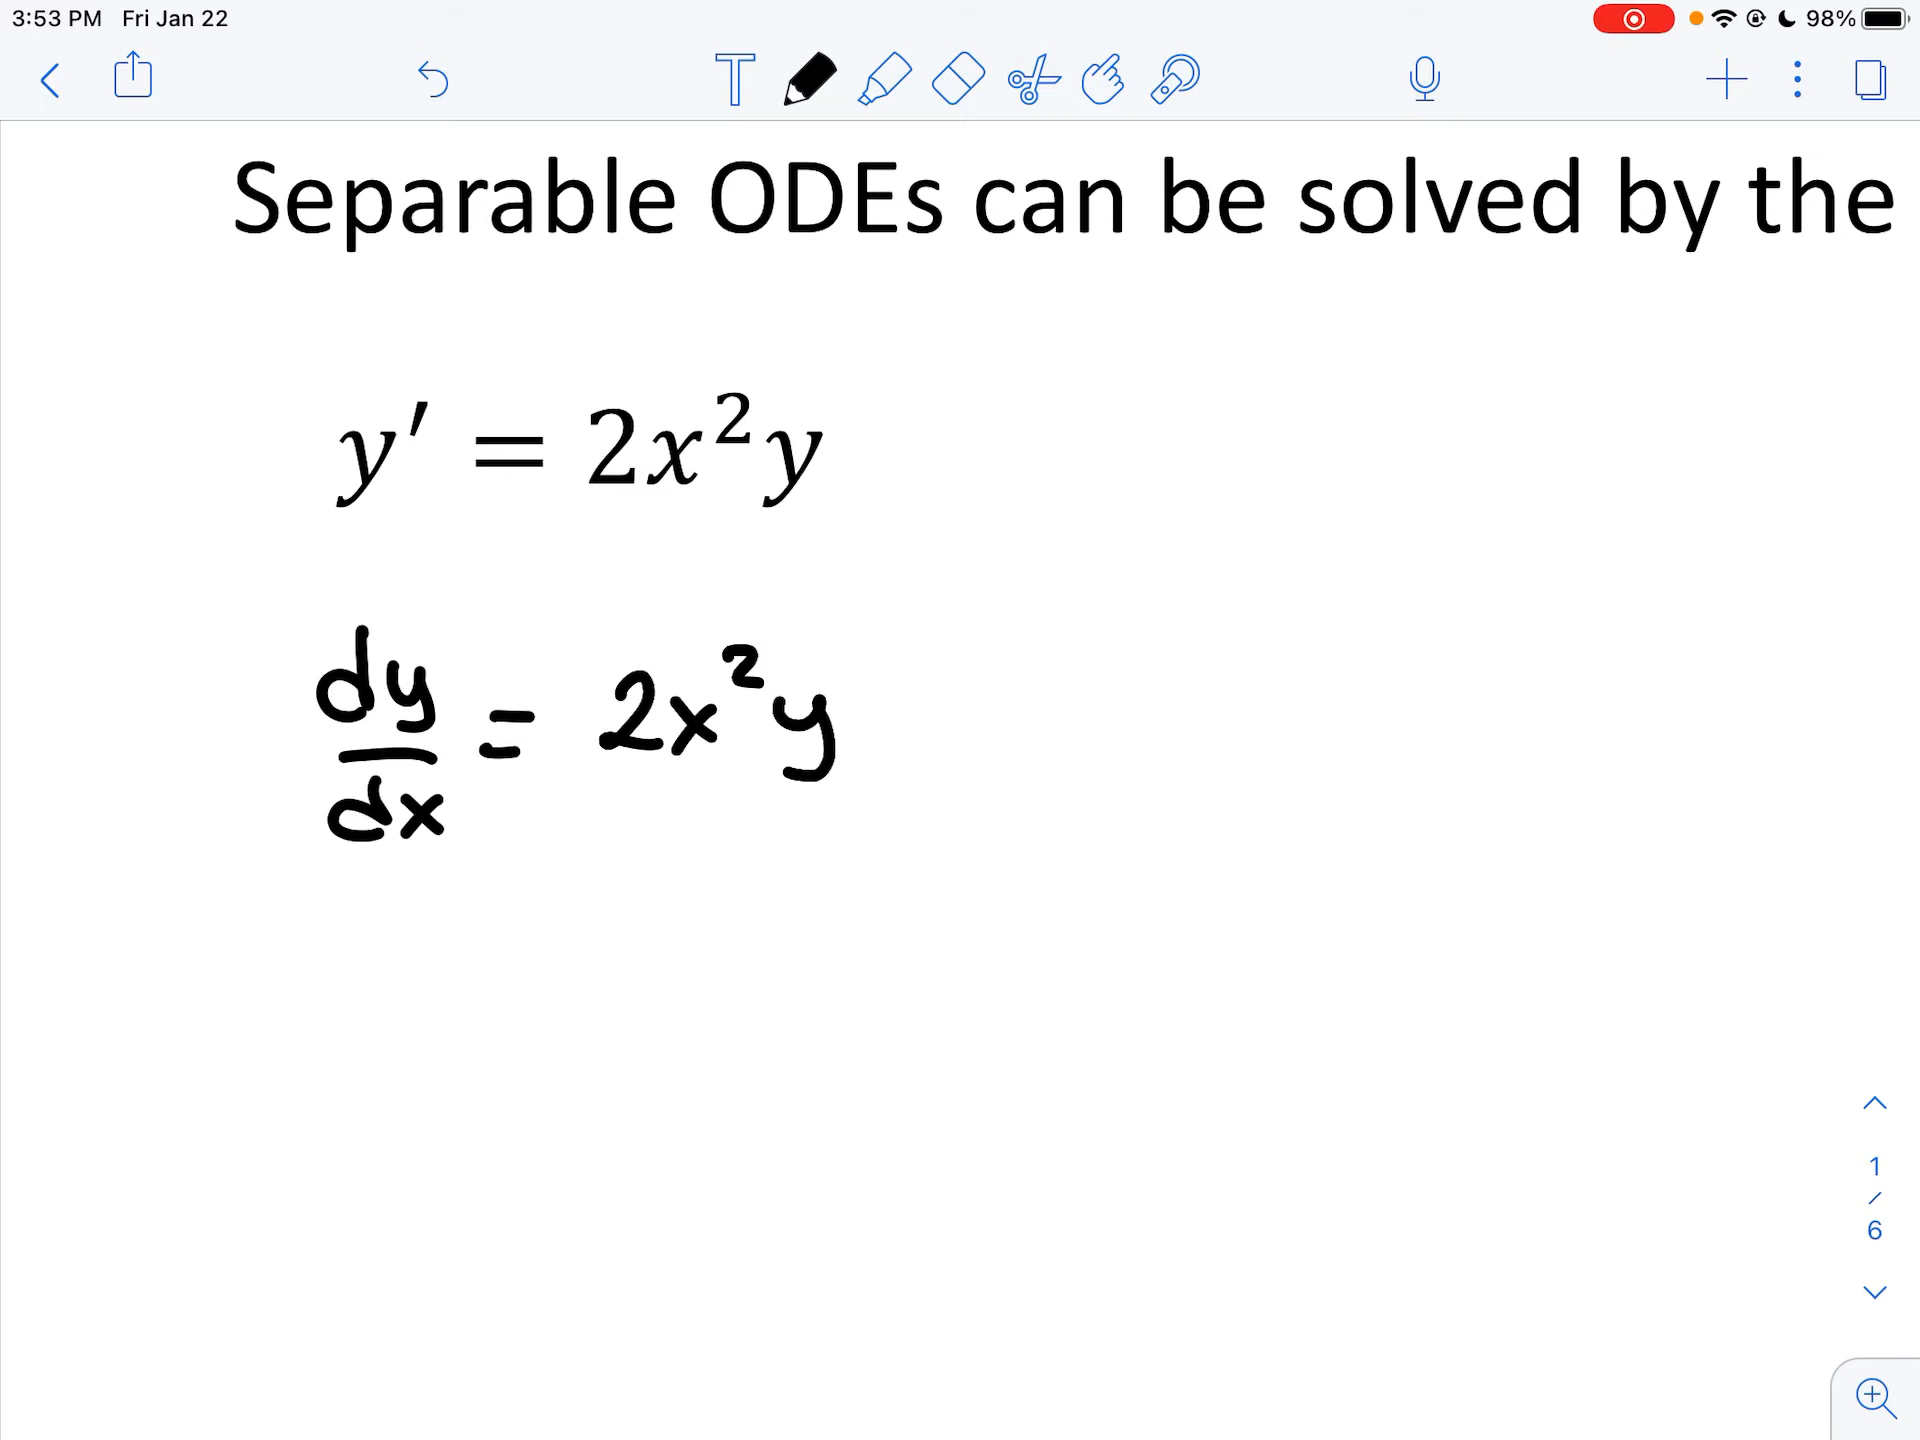 3:53 PM Fri Jan 22
98%
T
Separable ODEs can be solved by the
y′ = 2x²y
dy/dx = 2x²y
1
/
6